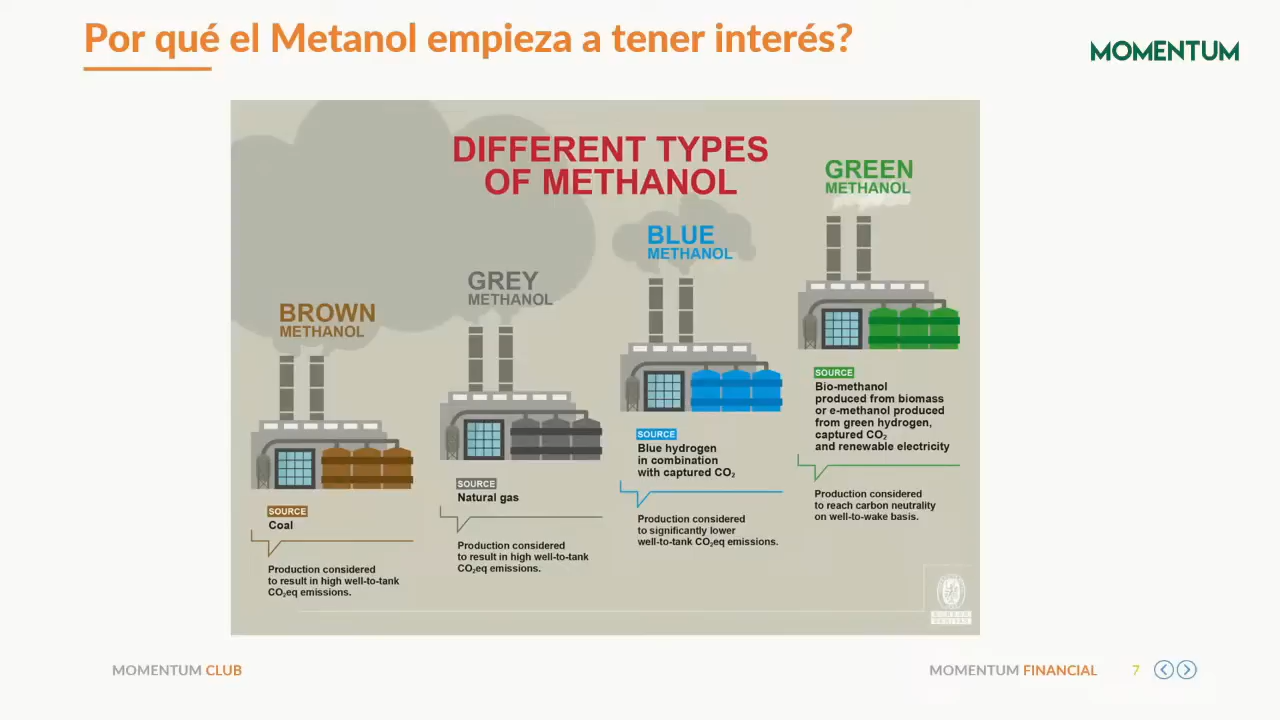 Por qué el Metanol empieza a tener interés?
MOMENTUM
DIFFERENT TYPES
OF METHANOL
BROWN
METHANOL
SOURCE
Coal
Production considered
to result in high well-to-tank
CO₂eq emissions.
GREY
METHANOL
SOURCE
Natural gas
Production considered
to result in high well-to-tank
CO₂eq emissions.
BLUE
METHANOL
SOURCE
Blue hydrogen
in combination
with captured CO₂
Production considered
to significantly lower
well-to-tank CO₂eq emissions.
GREEN
METHANOL
SOURCE
Bio-methanol
produced from biomass
or e-methanol produced
from green hydrogen,
captured CO₂
and renewable electricity
Production considered
to reach carbon neutrality
on well-to-wake basis.
MOMENTUM CLUB
MOMENTUM FINANCIAL
7